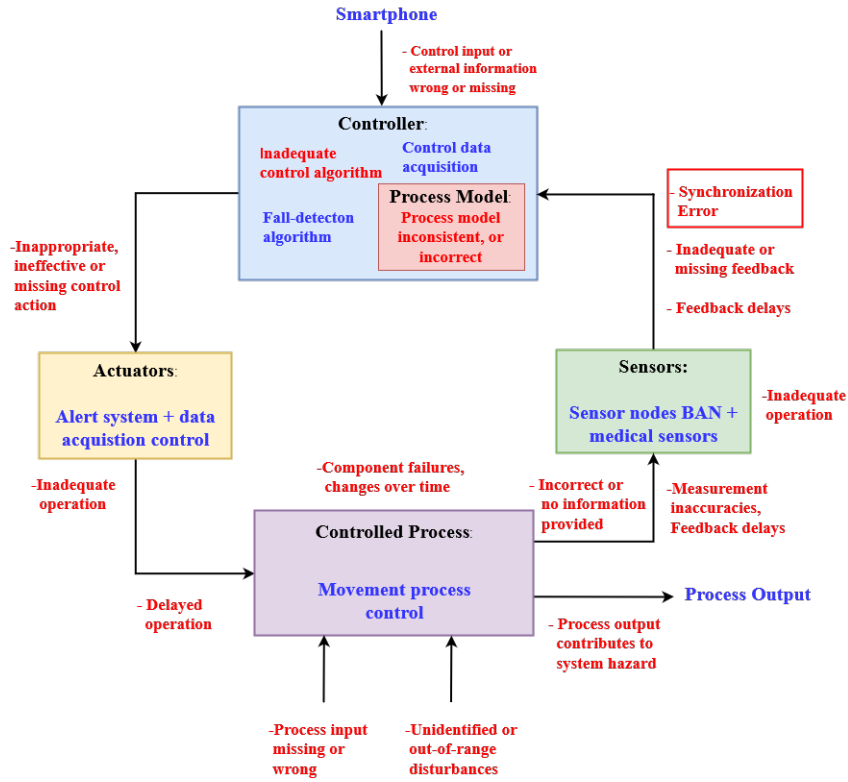 Smartphone
- Control input or
external information
wrong or missing
Controller:
Inadequate
control algorithm
Control data
acquisition
Process Model:
Process model
inconsistent, or
incorrect
Fall-detecton
algorithm
- Synchronization
Error
- Inadequate or
missing feedback
- Feedback delays
-Inappropriate,
ineffective or
missing control
action
Actuators:
Alert system + data
acquistion control
Sensors:
Sensor nodes BAN +
medical sensors
-Inadequate
operation
-Inadequate
operation
-Component failures,
changes over time
-Incorrect or
no information
provided
-Measurement
inaccuracies,
Feedback delays
Controlled Process:
Movement process
control
- Delayed
operation
Process Output
- Process output
contributes to
system hazard
-Process input
missing or
wrong
-Unidentified or
out-of-range
disturbances